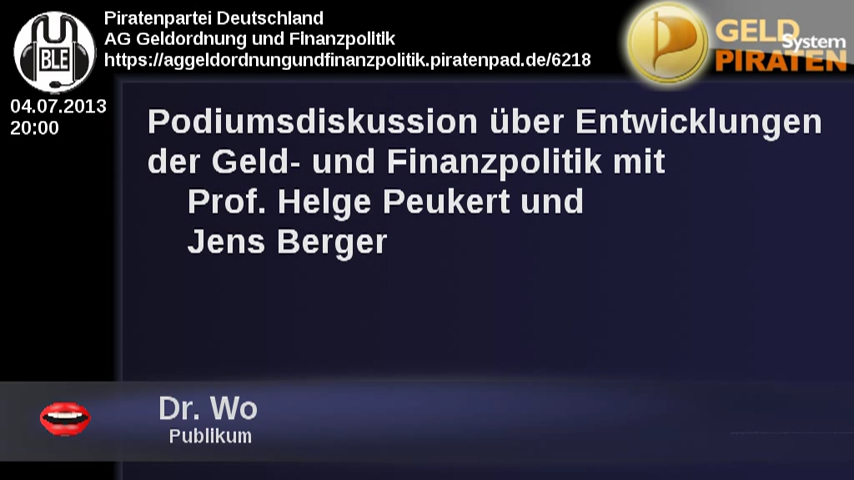 Piratenpartei Deutschland
AG Geldordnung und Finanzpolitik
https://aggeldordnungundfinanzpolitik.piratenpad.de/6218
BLE
GELD
System
PIRATEN
04.07.2013
20:00
Podiumsdiskussion über Entwicklungen
der Geld- und Finanzpolitik mit
Prof. Helge Peukert und
Jens Berger
Dr. Wo
Publikum